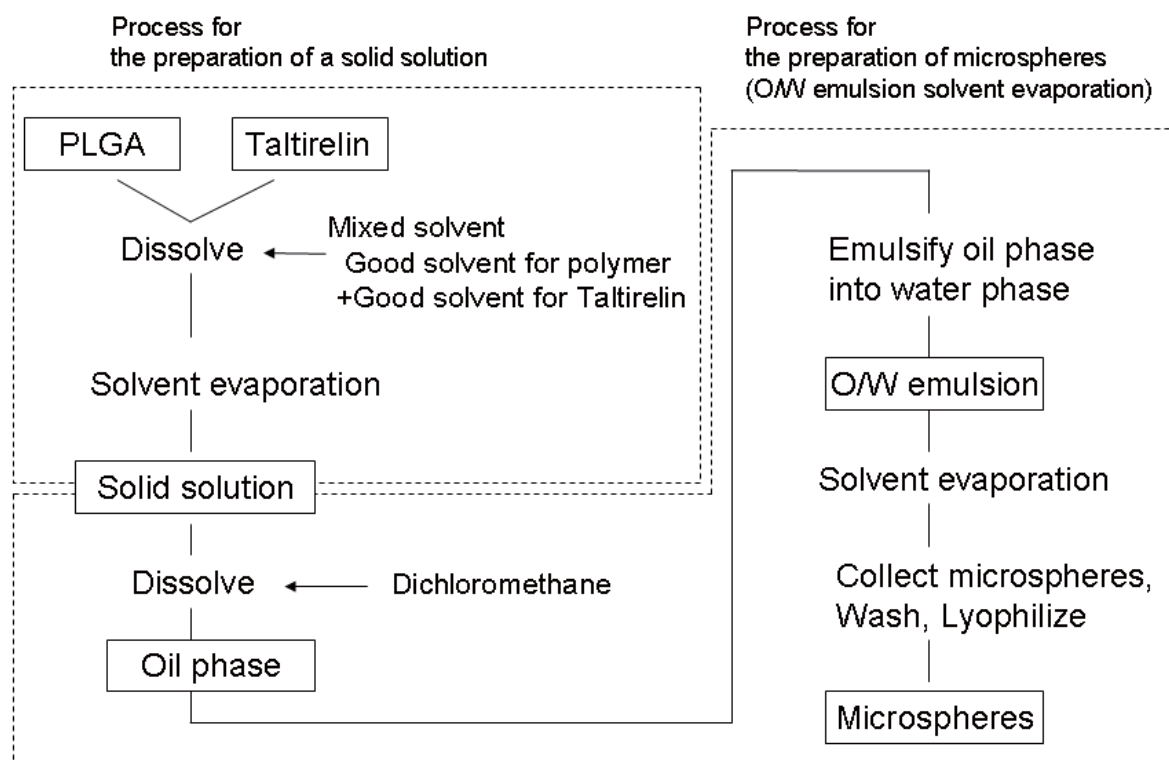 Process for
the preparation of a solid solution
PLGA
Taltirelin
Dissolve
Mixed solvent
Good solvent for polymer
+Good solvent for Taltirelin
Solvent evaporation
Solid solution
Dissolve
Dichloromethane
Oil phase
Process for
the preparation of microspheres
(O/W emulsion solvent evaporation)
Emulsify oil phase
into water phase
O/W emulsion
Solvent evaporation
Collect microspheres,
Wash, Lyophilize
Microspheres